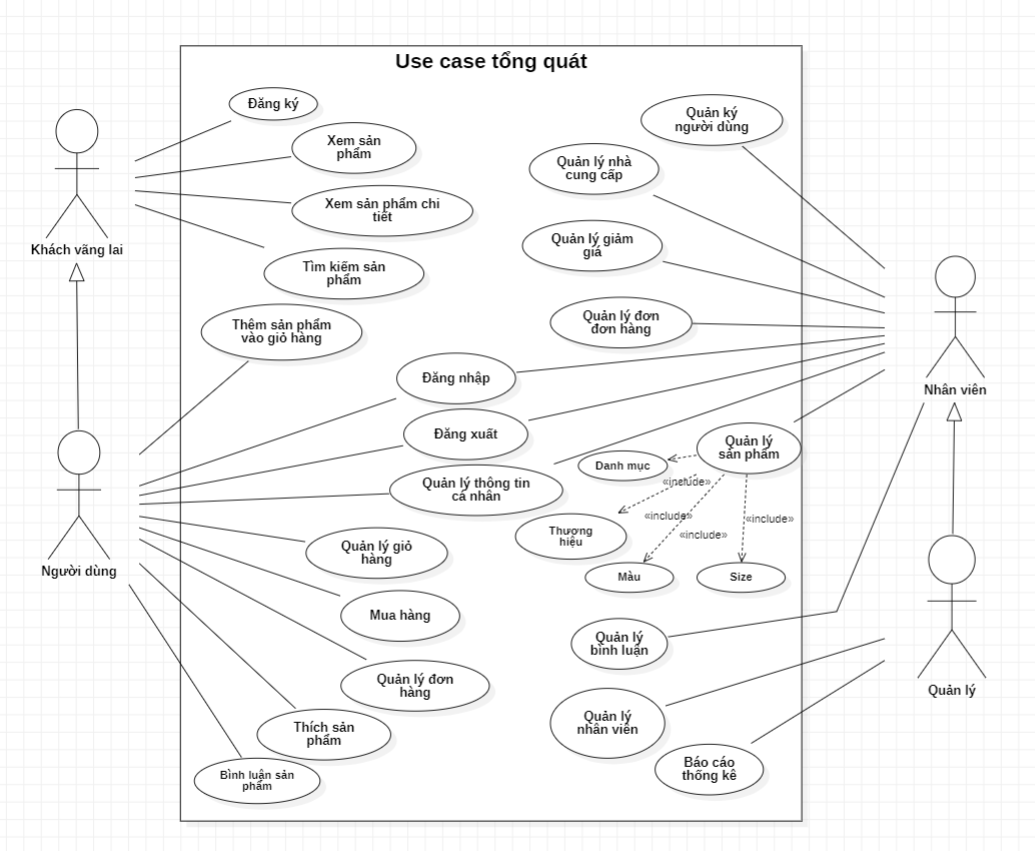 Use case tổng quát
Đăng ký
Xem sản
phẩm
Xem sản phẩm chi
tiết
Tìm kiếm sản
phẩm
Khách vãng lai
Thêm sản phẩm
vào giỏ hàng
Quản ký
người dùng
Quản lý nhà
cung cấp
Quản lý giảm
giá
Quản lý đơn
đơn hàng
Nhân viên
Đăng nhập
Đăng xuất
Quản lý thông tin
cá nhân
Quản lý
sản phẩm
Danh mục
«include»
Thượng
hiệu
«include»
«include»
«include»
Màu
Size
Người dùng
Quản lý giỏ
hàng
Mua hàng
Quản lý đơn
hàng
Thích sản
phẩm
Bình luận sản
phẩm
Quản lý
bình luận
Quản lý
nhân viên
Báo cáo
thống kê
Quản lý